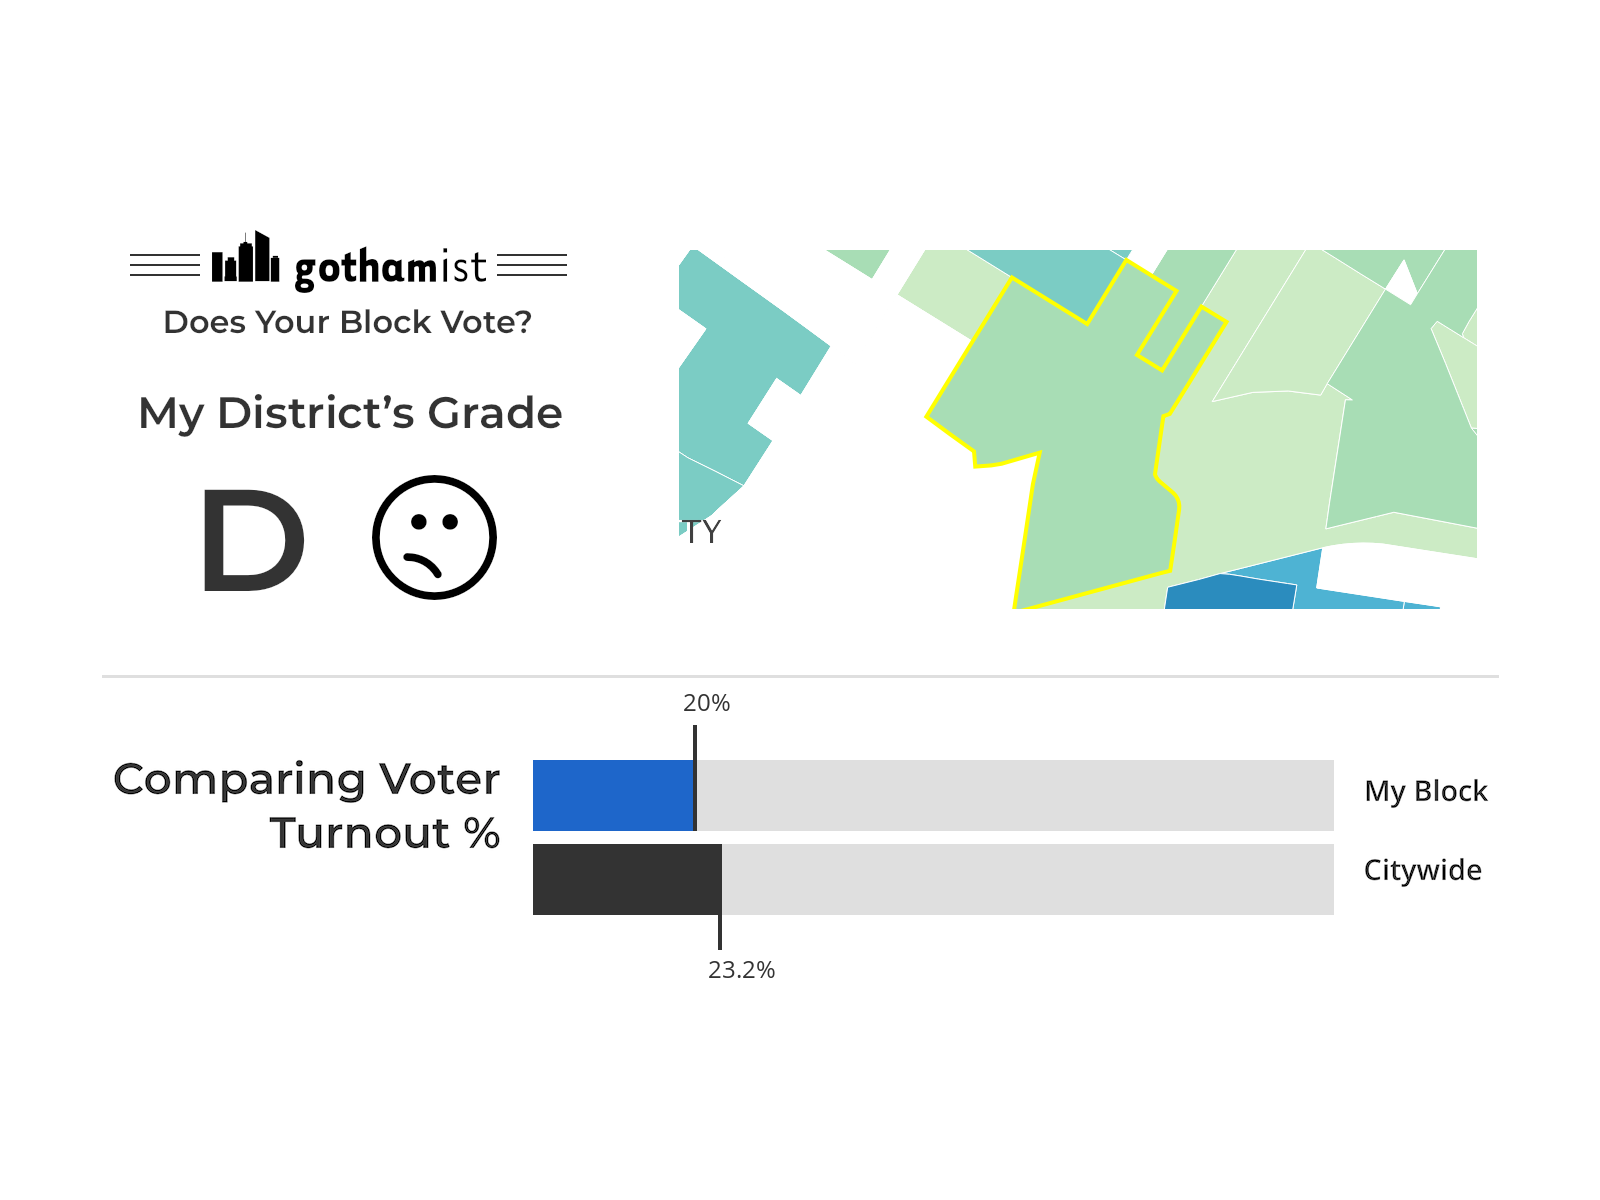 gothamist
Does Your Block Vote?
My District’s Grade
D
TY
20%
Comparing Voter
Turnout %
My Block
Citywide
23.2%